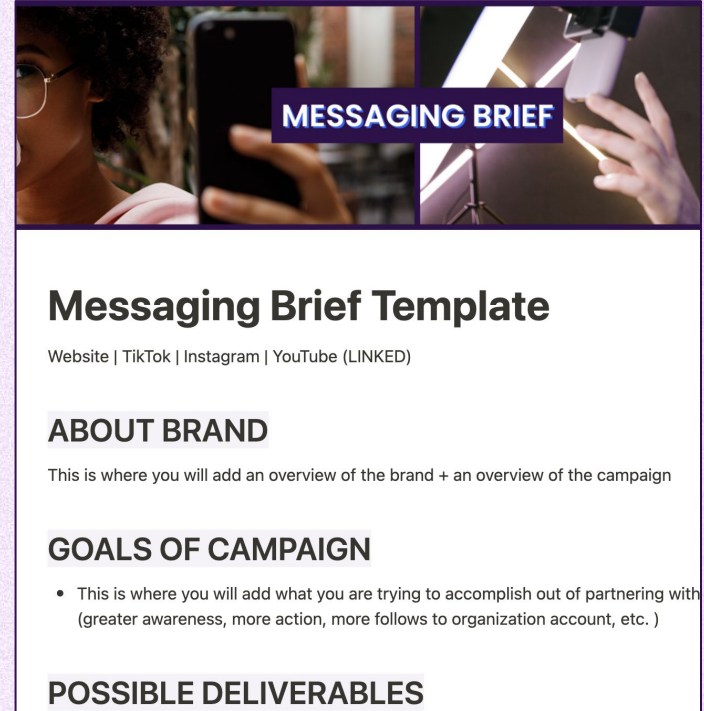 MESSAGING BRIEF
Messaging Brief Template
Website | TikTok | Instagram | YouTube (LINKED)
ABOUT BRAND
This is where you will add an overview of the brand + an overview of the campaign
GOALS OF CAMPAIGN
• This is where you will add what you are trying to accomplish out of partnering with
(greater awareness, more action, more follows to organization account, etc. )
POSSIBLE DELIVERABLES